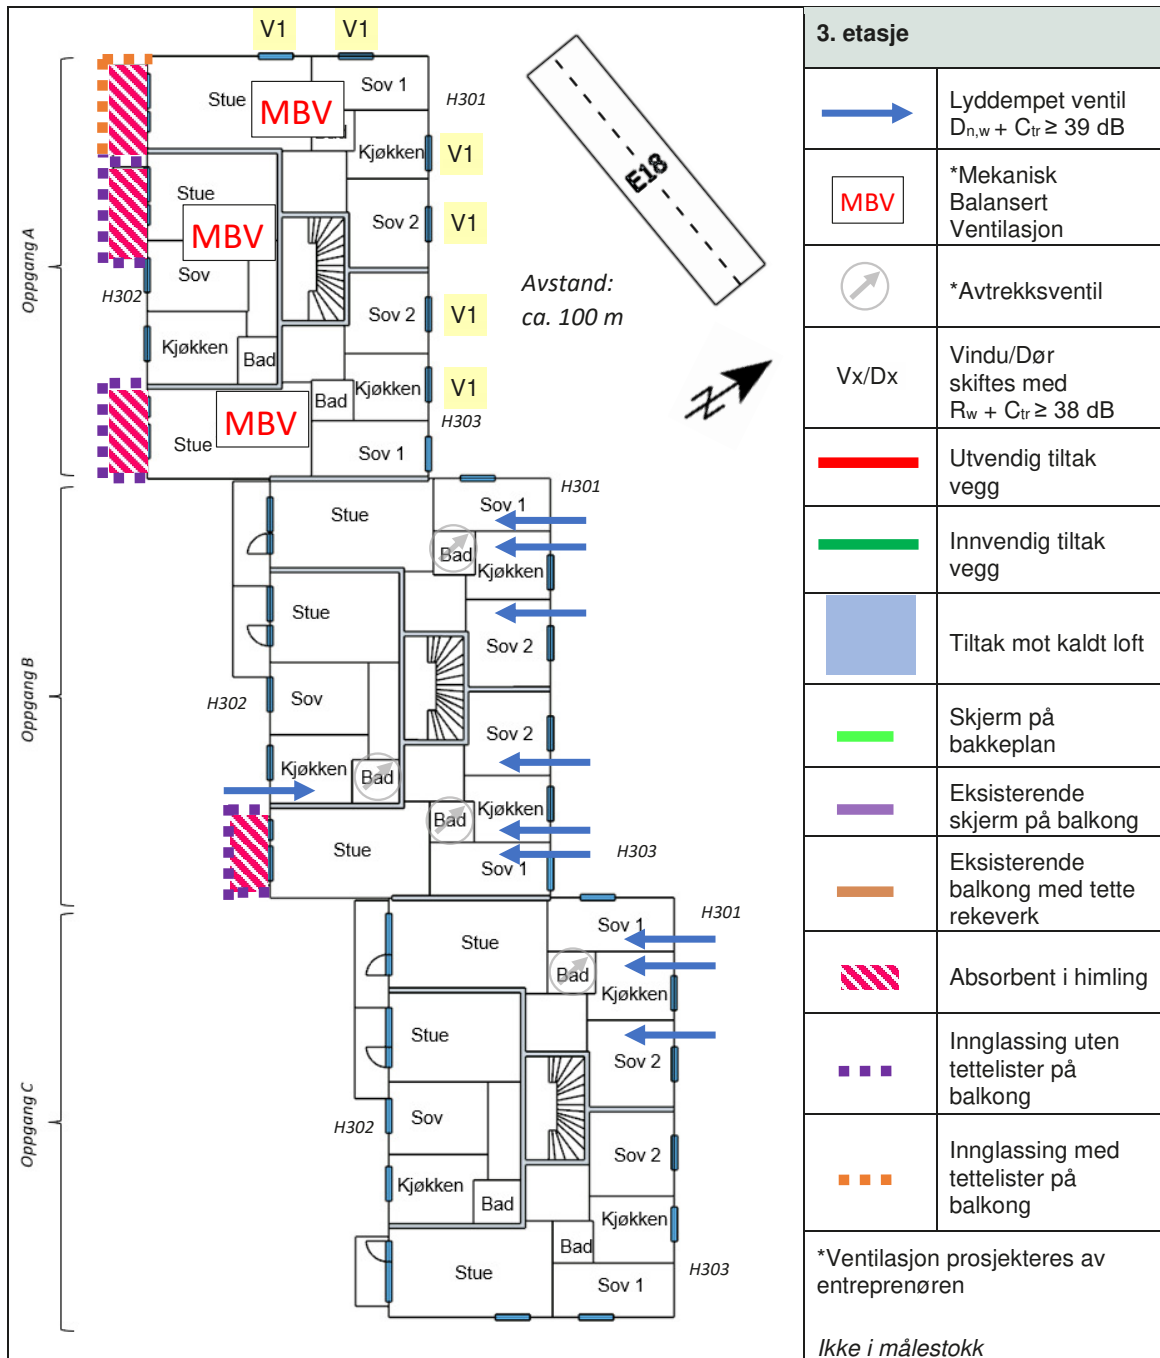 V1
V1
Stue
MBV
Sov 1
H301
Bad
Kjøkken
V1
Stue
MBV
Sov 2
V1
Sov
H302
Sov 2
V1
Kjøkken
Bad
Kjøkken
V1
Bad
MBV
Stue
H303
Sov 1
Oppgang A
E18
Avstand:
ca. 100 m
N
Stue
Sov 1
H301
Bad
Kjøkken
Stue
Sov 2
Sov
H302
Sov 2
Kjøkken
Bad
Kjøkken
Bad
Stue
Sov 1
H303
Oppgang B
Stue
Sov 1
H301
Bad
Kjøkken
Stue
Sov 2
Sov
H302
Sov 2
Kjøkken
Bad
Kjøkken
Bad
Stue
Sov 1
H303
Oppgang C
3. etasje
Lyddempet ventil
Dn,w + Ctr ≥ 39 dB
MBV
*Mekanisk
Balansert
Ventilasjon
*Avtrekksventil
Vx/Dx
Vindu/Dør
skiftes med
Rw + Ctr ≥ 38 dB
Utvendig tiltak
vegg
Innvendig tiltak
vegg
Tiltak mot kaldt loft
Skjerm på
bakkeplan
Eksisterende
skjerm på balkong
Eksisterende
balkong med tette
rekeverk
Absorbent i himling
Innglassing uten
tettelister på
balkong
Innglassing med
tettelister på
balkong
*Ventilasjon prosjekteres av
entreprenøren
Ikke i målestokk